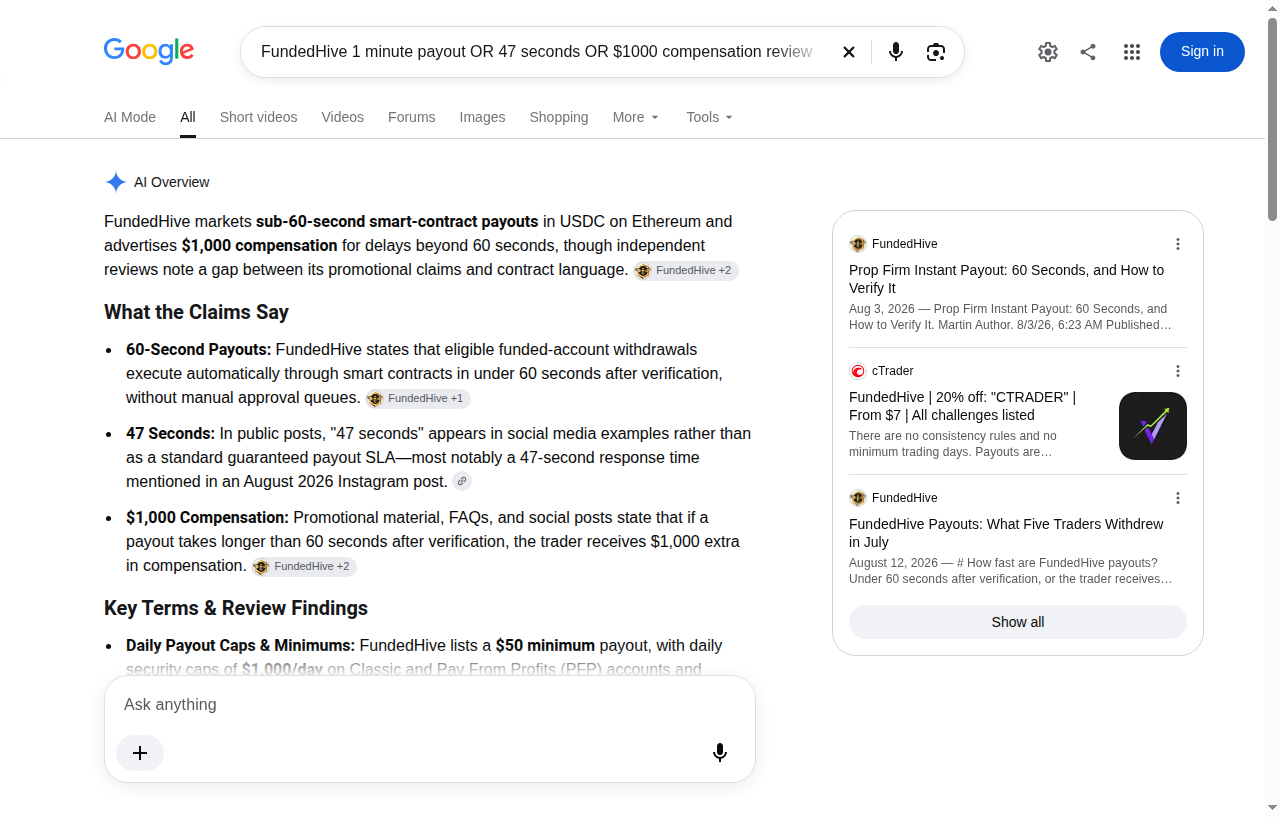 Google
FundedHive 1 minute payout OR 47 seconds OR $1000 compensation review
Sign in
AI Mode
All
Short videos
Videos
Forums
Images
Shopping
More
Tools
AI Overview
FundedHive markets sub-60-second smart-contract payouts in USDC on Ethereum and
advertises $1,000 compensation for delays beyond 60 seconds, though independent
reviews note a gap between its promotional claims and contract language. FundedHive +2
What the Claims Say
60-Second Payouts: FundedHive states that eligible funded-account withdrawals
execute automatically through smart contracts in under 60 seconds after verification,
without manual approval queues. FundedHive +1
47 Seconds: In public posts, "47 seconds" appears in social media examples rather than
as a standard guaranteed payout SLA—most notably a 47-second response time
mentioned in an August 2026 Instagram post.
$1,000 Compensation: Promotional material, FAQs, and social posts state that if a
payout takes longer than 60 seconds after verification, the trader receives $1,000 extra
in compensation. FundedHive +2
Key Terms & Review Findings
Daily Payout Caps & Minimums: FundedHive lists a $50 minimum payout, with daily
security caps of $1,000/day on Classic and Pay From Profits (PFP) accounts and
Ask anything
FundedHive
Prop Firm Instant Payout: 60 Seconds, and How to
Verify It
Aug 3, 2026 — Prop Firm Instant Payout: 60 Seconds, and
How to Verify It. Martin Author. 8/3/26, 6:23 AM Published…
cTrader
FundedHive | 20% off: "CTRADER" |
From $7 | All challenges listed
There are no consistency rules and no
minimum trading days. Payouts are…
FundedHive
FundedHive Payouts: What Five Traders Withdrew
in July
August 12, 2026 — # How fast are FundedHive payouts?
Under 60 seconds after verification, or the trader receives…
Show all